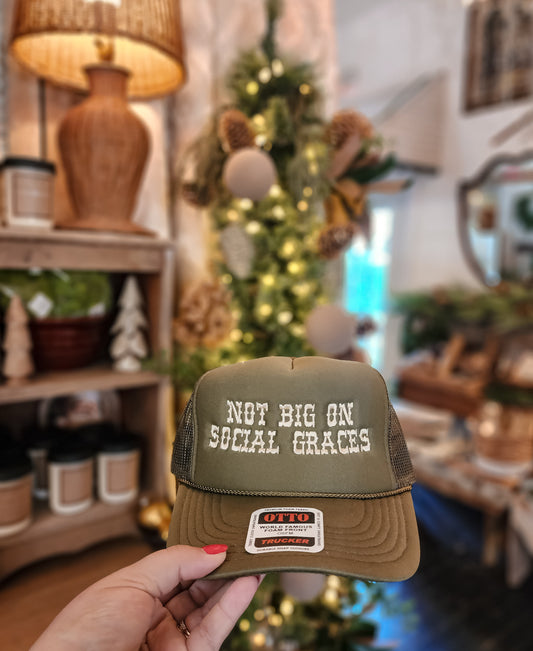 NOT BIG ON
SOCIAL GRACES
OTTO
WORLD FAMOUS
FOAM FRONT
TRUCKER